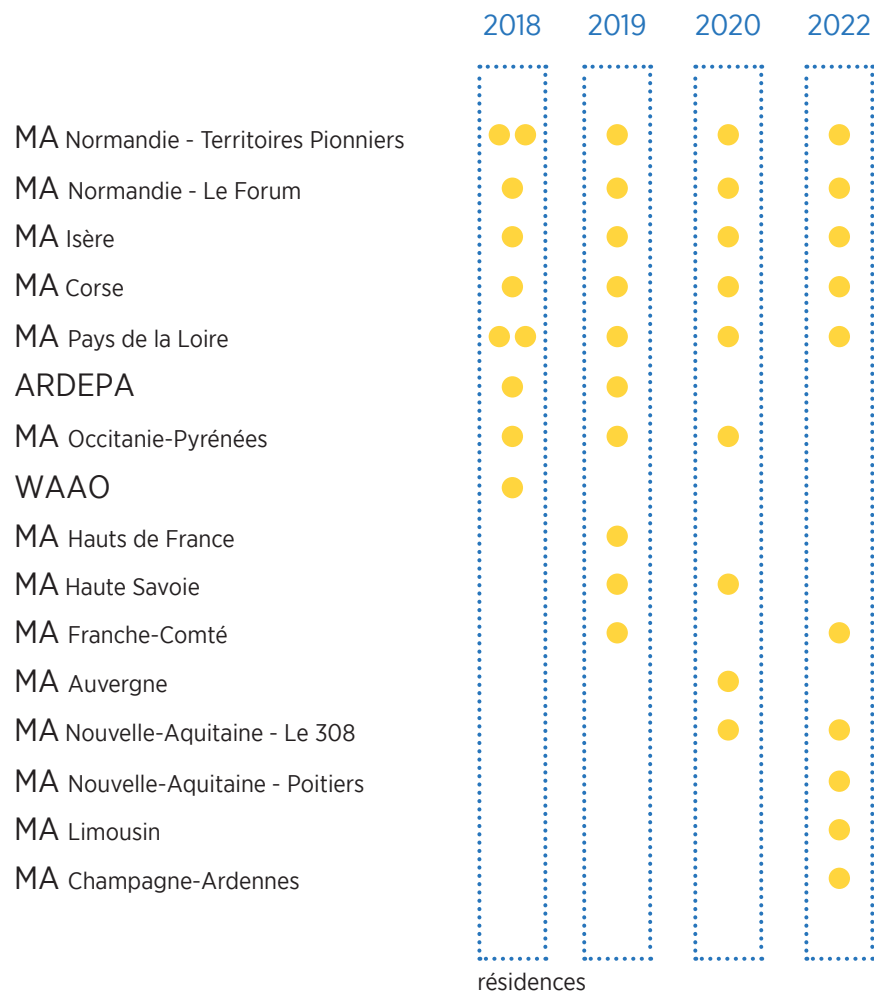 2018 2019 2020 2022
MA Normandie - Territoires Pionniers
MA Normandie - Le Forum
MA Isère
MA Corse
MA Pays de la Loire
ARDEPA
MA Occitanie-Pyrénées
WAAO
MA Hauts de France
MA Haute Savoie
MA Franche-Comté
MA Auvergne
MA Nouvelle-Aquitaine - Le 308
MA Nouvelle-Aquitaine - Poitiers
MA Limousin
MA Champagne-Ardennes
résidences